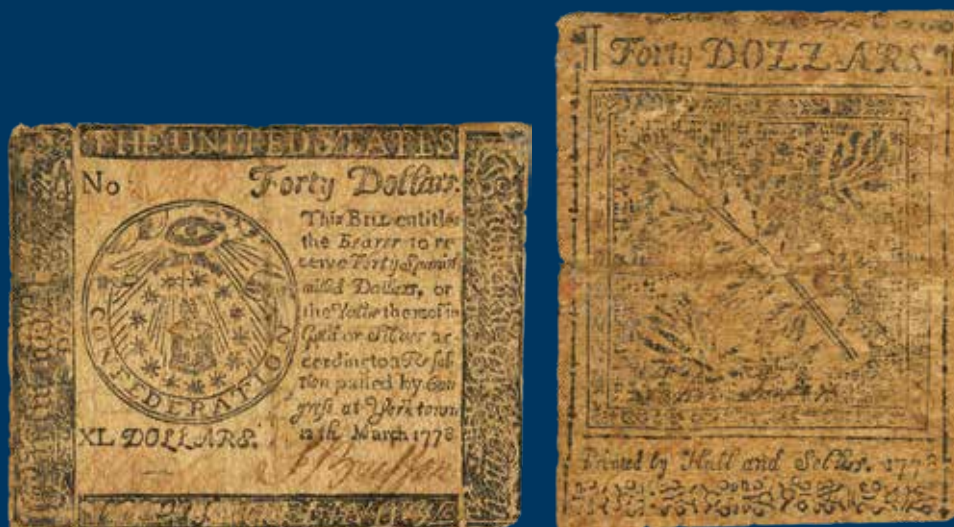 THE UNITED STATES
No
Forty Dollars.
This BILL entitles
the Bearer to re
ceive Forty Spanish
milled Dollars, or
the Value thereof in
Gold or Silver ac
cording to a Resolu
tion passed by Con
gress at York-town
11th March 1778
CONFEDERATION
XL DOLLARS.
Forty DOLLARS.
Printed by Hall and Sellers. 1778